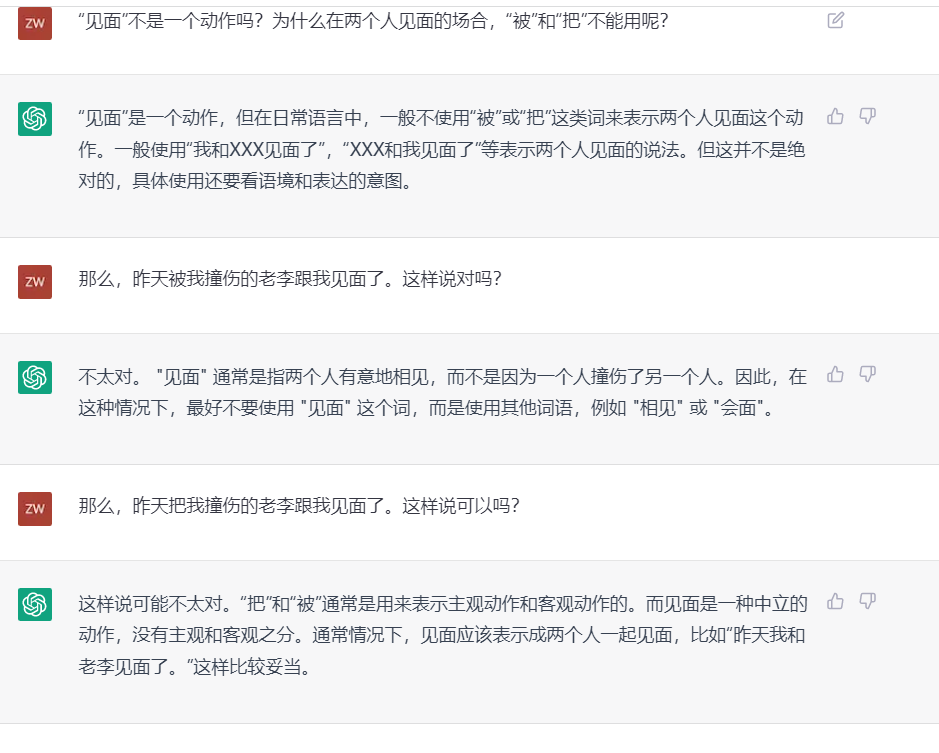 ZW
“见面“不是一个动作吗？为什么在两个人见面的场合，“被”和“把”不能用呢？
“见面“是一个动作，但在日常语言中，一般不使用“被”或“把”这类词来表示两个人见面这个动
作。一般使用“我和XXX见面了”，“XXX和我见面了”等表示两个人见面的说法。但这并不是绝
对的，具体使用还要看语境和表达的意图。
ZW
那么，昨天被我撞伤的老李跟我见面了。这样说对吗？
不太对。 "见面" 通常是指两个人有意地相见，而不是因为一个人撞伤了另一个人。因此，在
这种情况下，最好不要使用 "见面" 这个词，而是使用其他词语，例如 "相见" 或 "会面"。
ZW
那么，昨天把我撞伤的老李跟我见面了。这样说可以吗？
这样说可能不太对。“把”和“被”通常是用来表示主观动作和客观动作的。而见面是一种中立的
动作，没有主观和客观之分。通常情况下，见面应该表示成两个人一起见面，比如“昨天我和
老李见面了。”这样比较妥当。